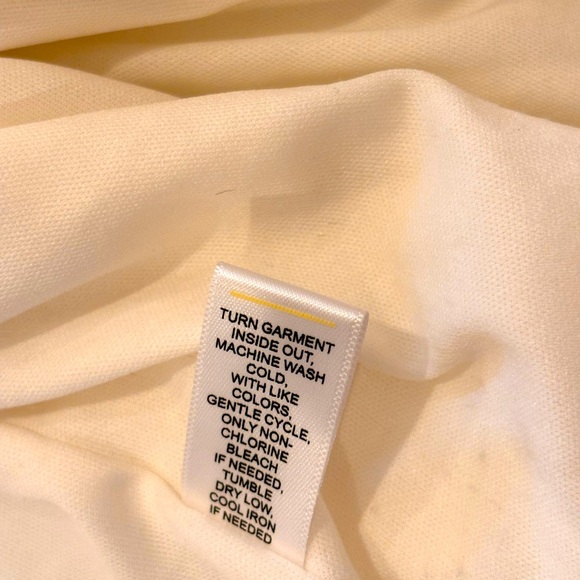 TURN GARMENT
INSIDE OUT,
MACHINE WASH
COLD,
WITH LIKE
COLORS,
GENTLE CYCLE,
ONLY NON-
CHLORINE
BLEACH
IF NEEDED,
TUMBLE
DRY LOW,
COOL IRON
IF NEEDED